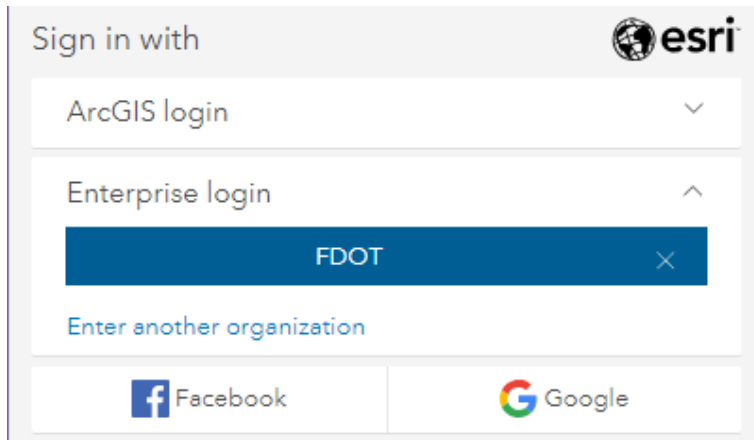 Sign in with
esri
ArcGIS login
Enterprise login
FDOT
Enter another organization
Facebook
Google